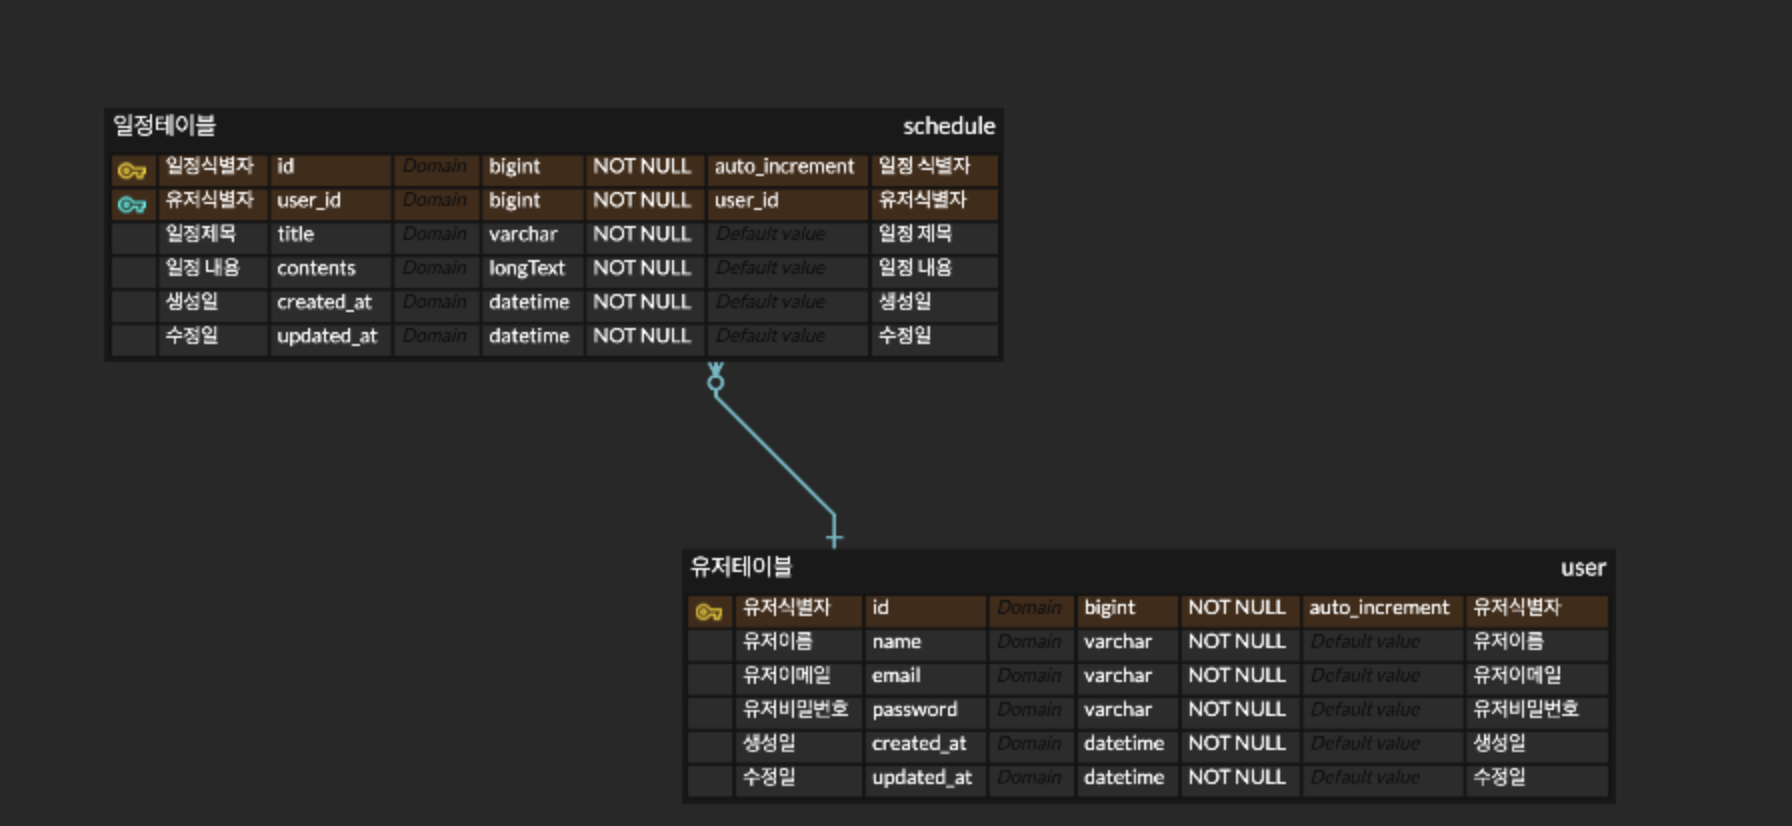 일정테이블 schedule
일정식별자 id Domain bigint NOT NULL auto_increment 일정 식별자
유저식별자 user_id Domain bigint NOT NULL user_id 유저식별자
일정제목 title Domain varchar NOT NULL Default value 일정 제목
일정 내용 contents Domain longText NOT NULL Default value 일정 내용
생성일 created_at Domain datetime NOT NULL Default value 생성일
수정일 updated_at Domain datetime NOT NULL Default value 수정일
유저테이블 user
유저식별자 id Domain bigint NOT NULL auto_increment 유저식별자
유저이름 name Domain varchar NOT NULL Default value 유저이름
유저이메일 email Domain varchar NOT NULL Default value 유저이메일
유저비밀번호 password Domain varchar NOT NULL Default value 유저비밀번호
생성일 created_at Domain datetime NOT NULL Default value 생성일
수정일 updated_at Domain datetime NOT NULL Default value 수정일